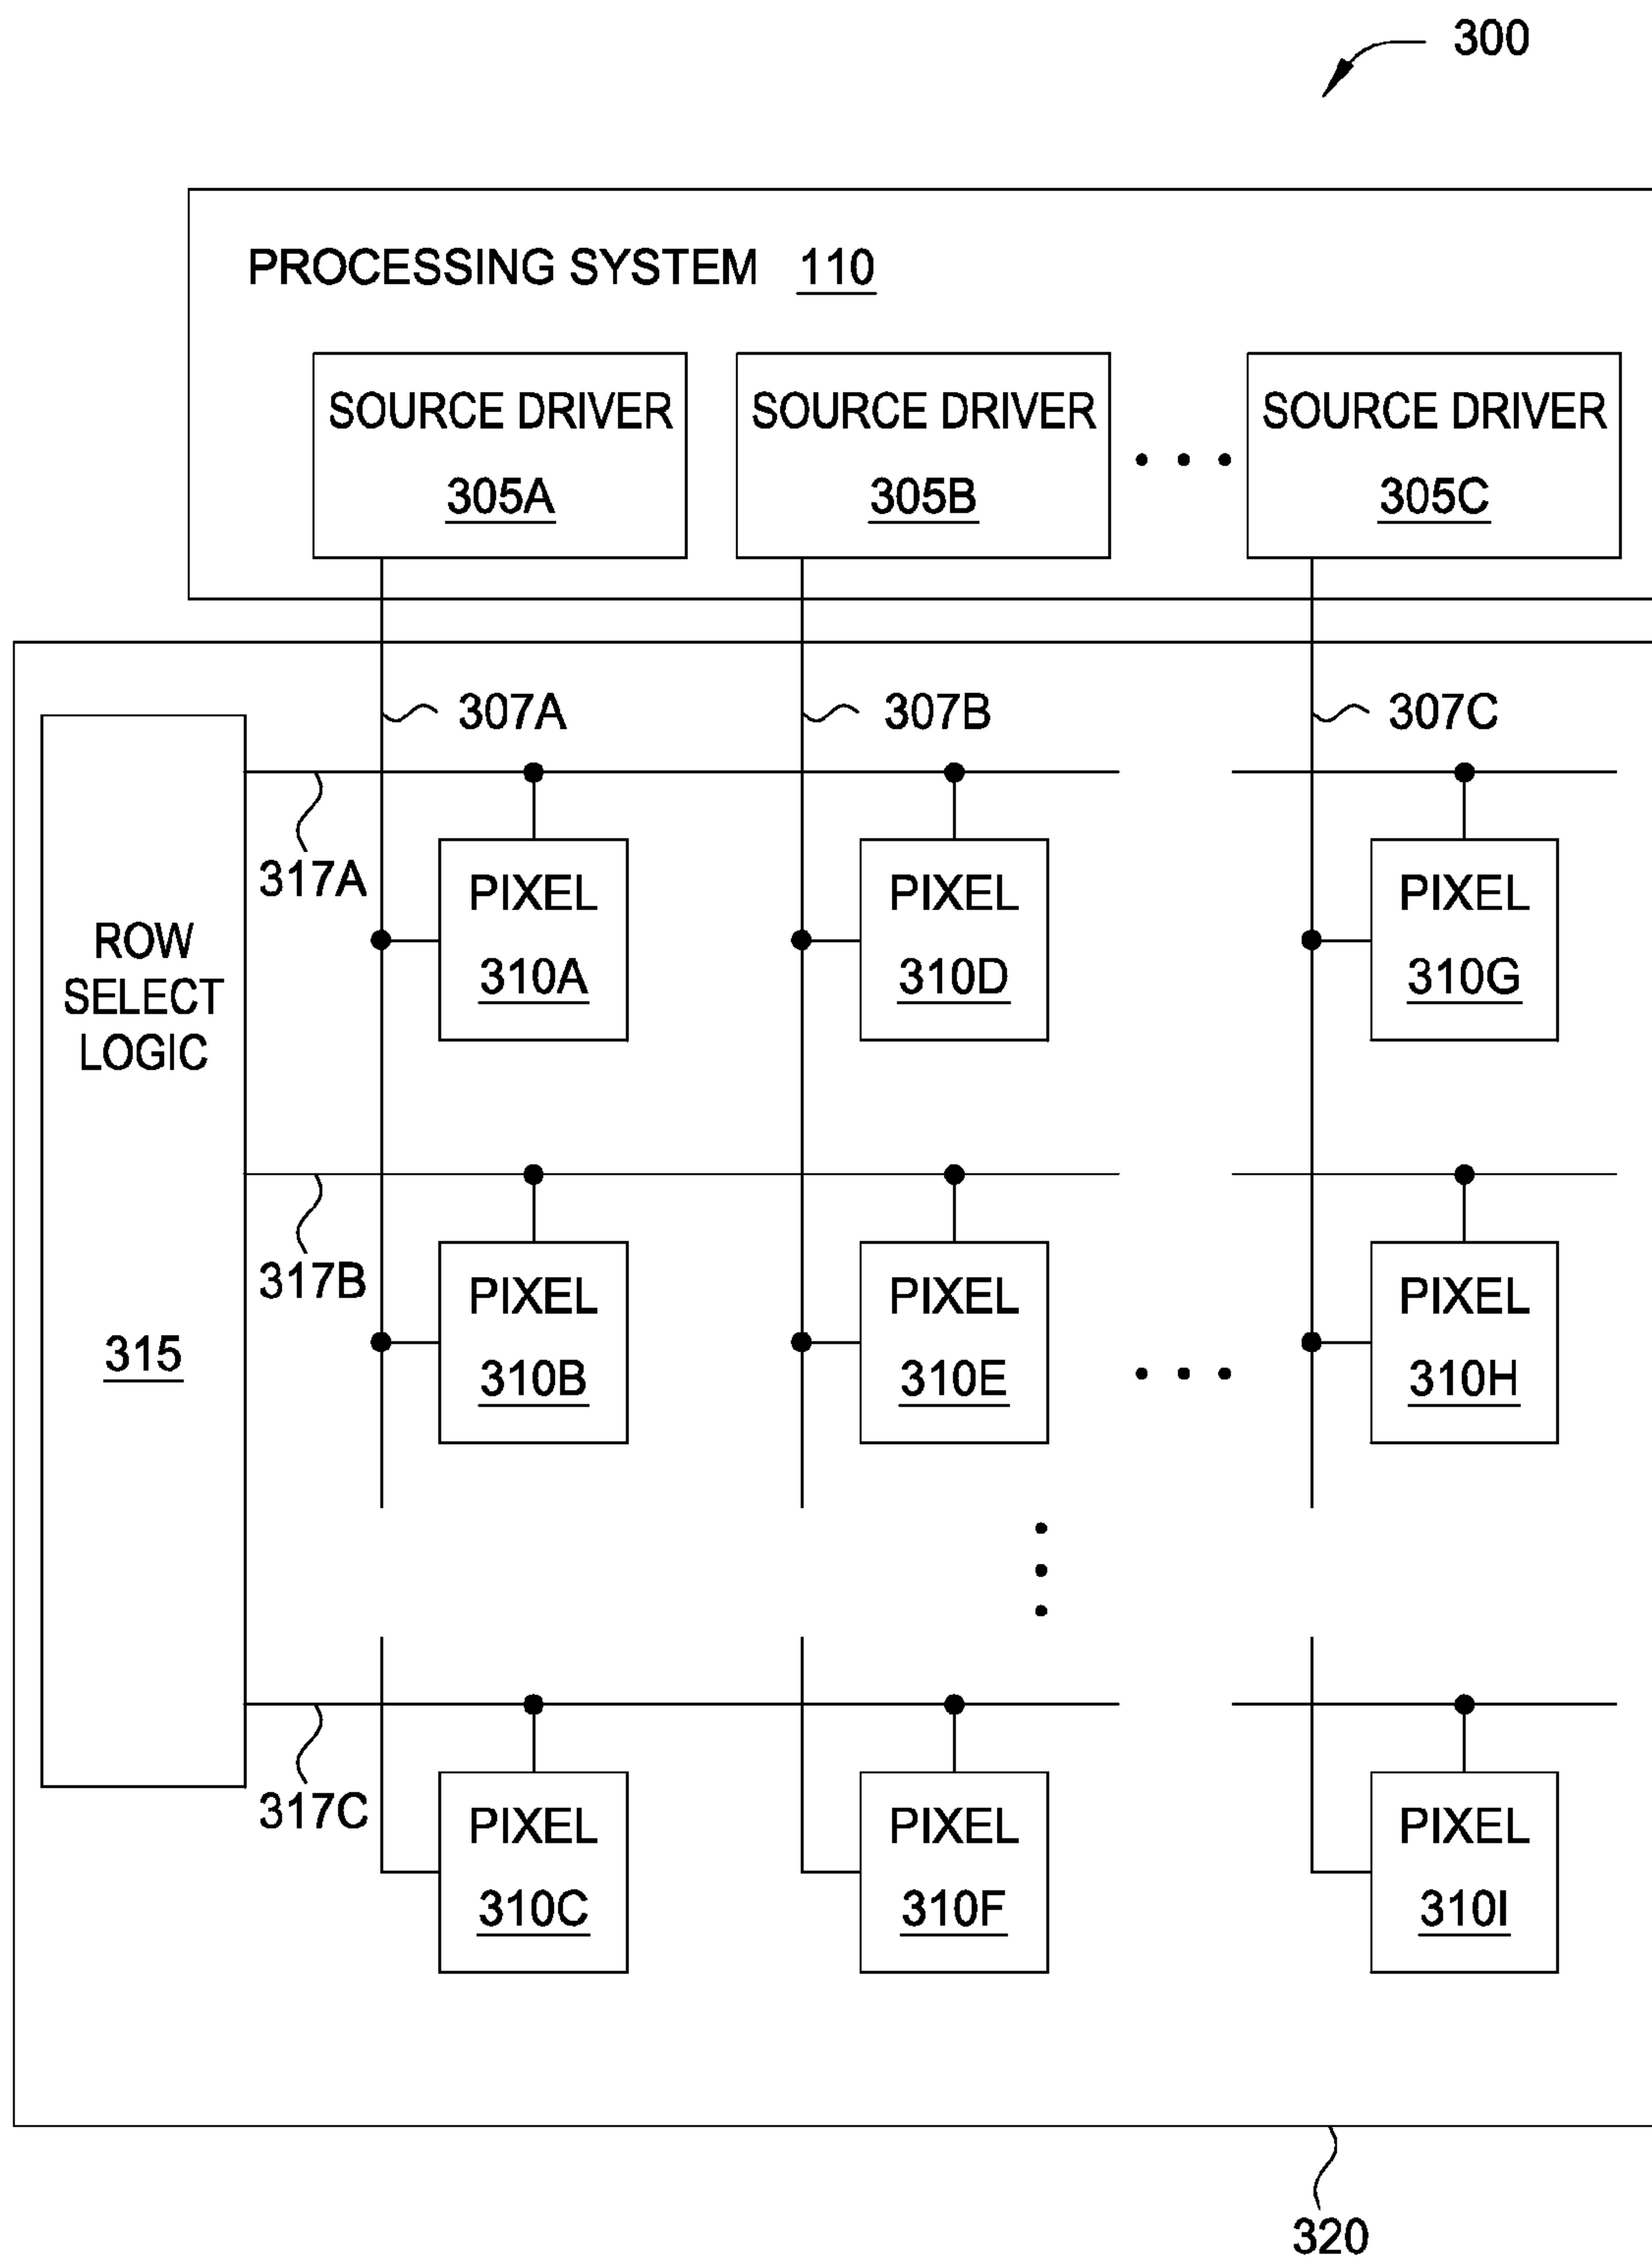 300
PROCESSING SYSTEM 110
SOURCE DRIVER SOURCE DRIVER SOURCE DRIVER
305A 305B 305C
307A 307B 307C
317A
PIXEL PIXEL PIXEL
310A 310D 310G
ROW
SELECT
LOGIC
315
317B
PIXEL PIXEL PIXEL
310B 310E 310H
317C
PIXEL PIXEL PIXEL
310C 310F 310I
320